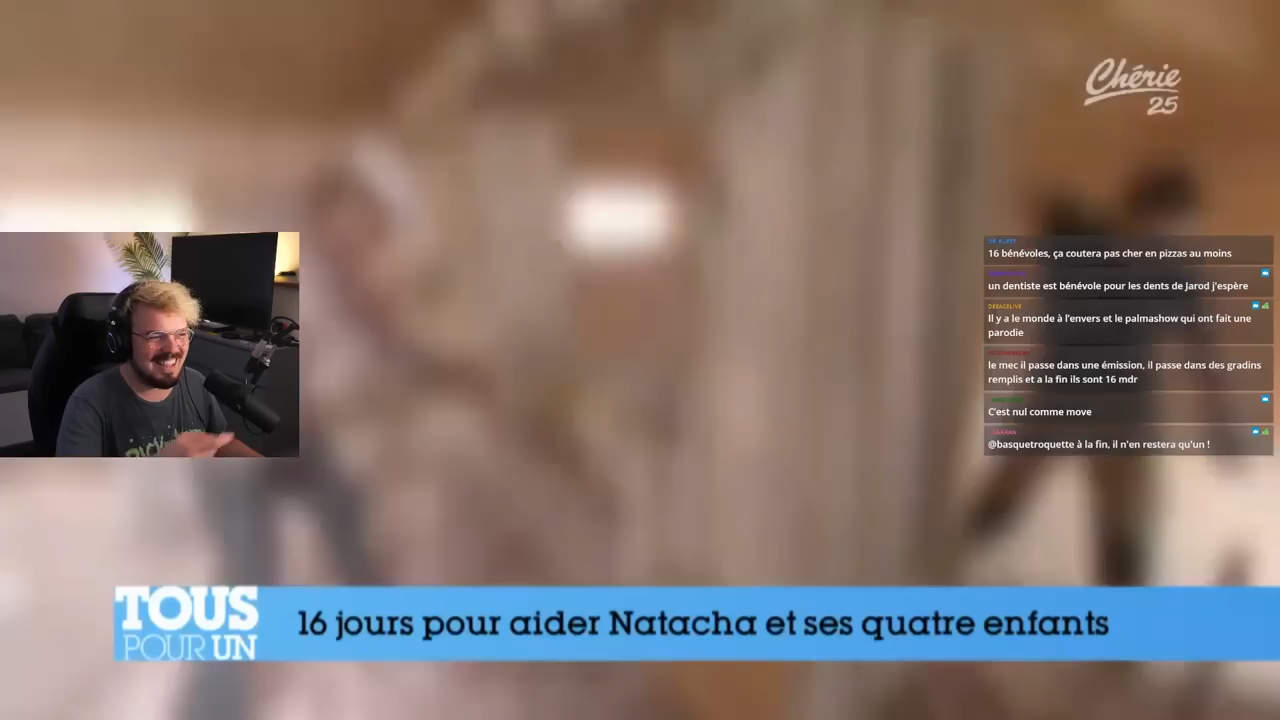 Chérie
25
16 bénévoles, ça coutera pas cher en pizzas au moins
un dentiste est bénévole pour les dents de Jarod j'espère
DEBACELIVE
Il y a le monde à l'envers et le palmashow qui ont fait une
parodie
le mec il passe dans une émission, il passe dans des gradins
remplis et a la fin ils sont 16 mdr
C'est nul comme move
@basquetroquette à la fin, il n'en restera qu'un !
TOUS
POUR UN
16 jours pour aider Natacha et ses quatre enfants